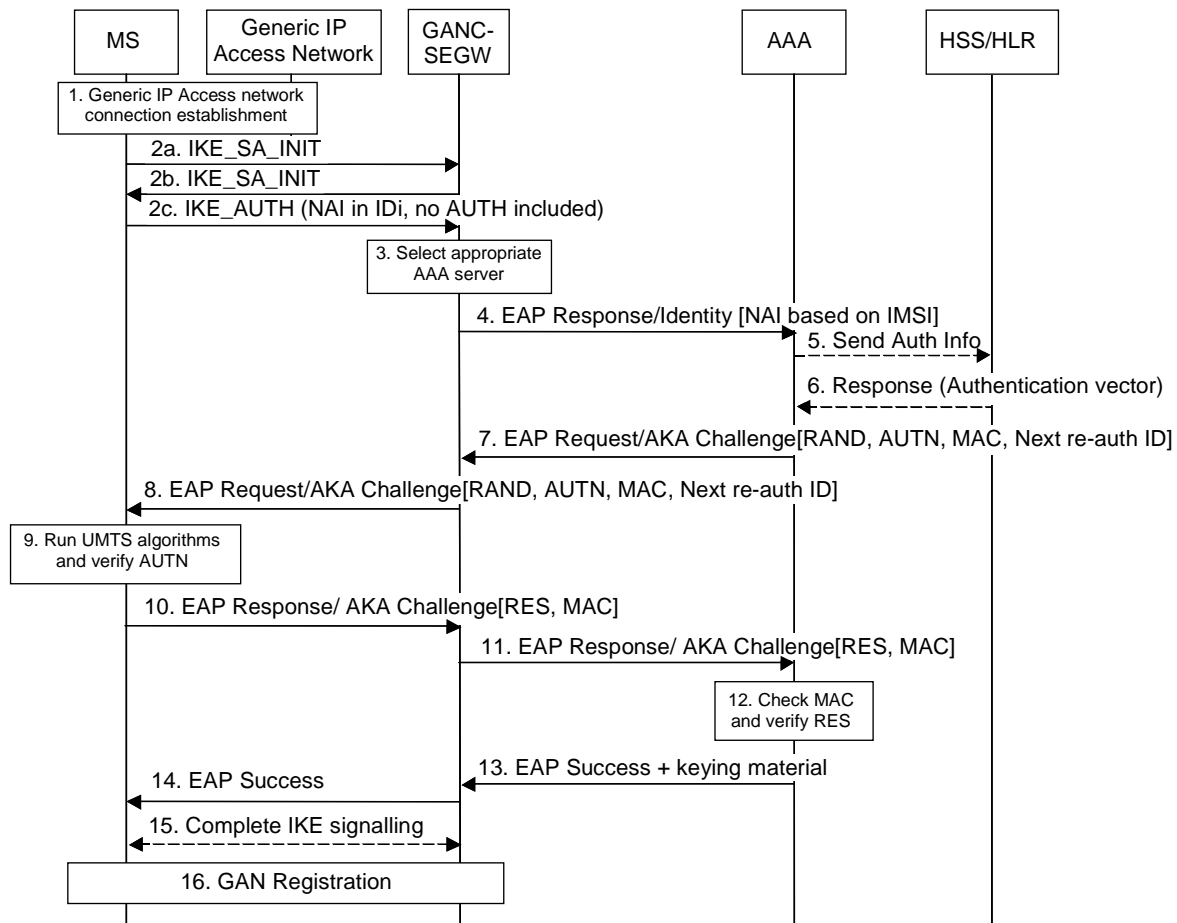 MS
Generic IP
Access Network
GANC-
SEGW
AAA
HSS/HLR
1. Generic IP Access network
connection establishment
2a. IKE_SA_INIT
2b. IKE_SA_INIT
2c. IKE_AUTH (NAI in IDi, no AUTH included)
3. Select appropriate
AAA server
4. EAP Response/Identity [NAI based on IMSI]
5. Send Auth Info
6. Response (Authentication vector)
7. EAP Request/AKA Challenge[RAND, AUTN, MAC, Next re-auth ID]
8. EAP Request/AKA Challenge[RAND, AUTN, MAC, Next re-auth ID]
9. Run UMTS algorithms
and verify AUTN
10. EAP Response/ AKA Challenge[RES, MAC]
11. EAP Response/ AKA Challenge[RES, MAC]
12. Check MAC
and verify RES
13. EAP Success + keying material
14. EAP Success
15. Complete IKE signalling
16. GAN Registration